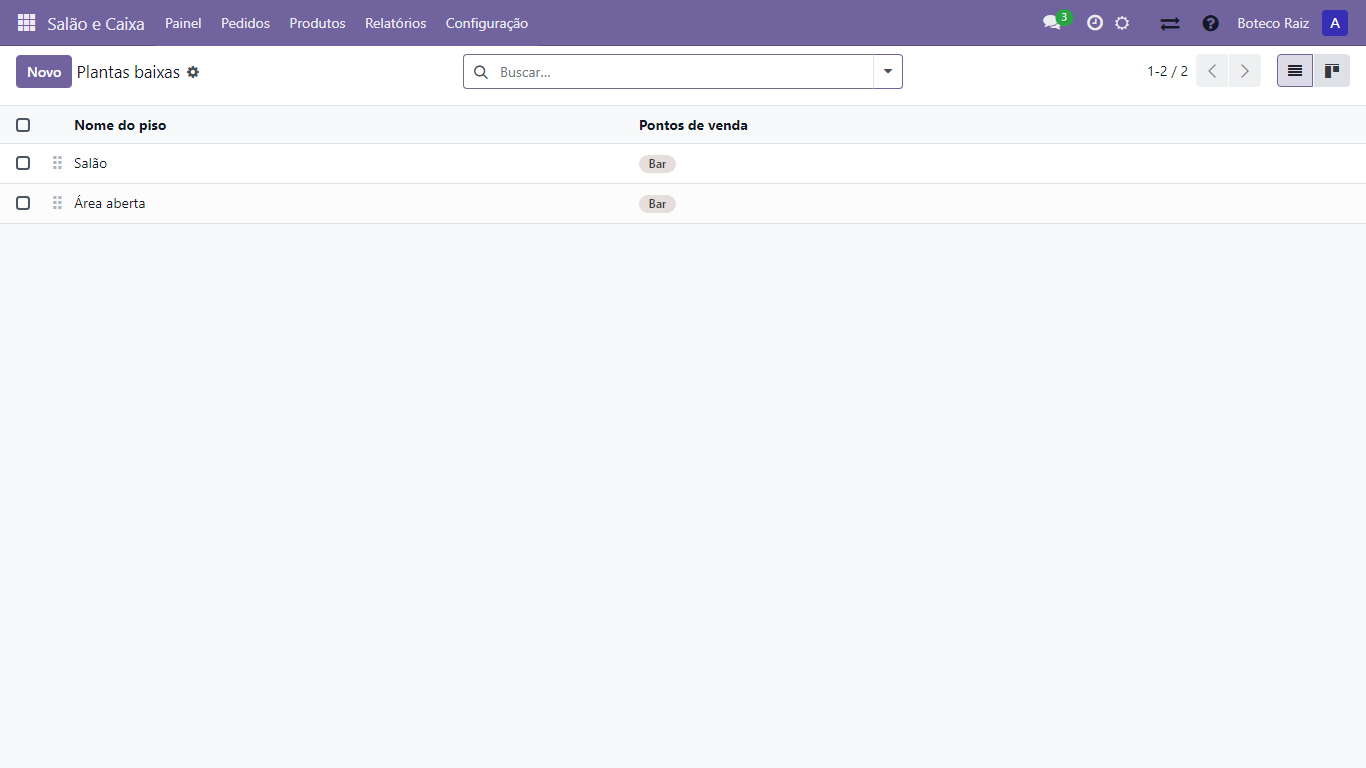 Salão e Caixa Painel Pedidos Produtos Relatórios Configuração 3 Boteco Raiz A
Novo Plantas baixas Buscar... 1-2 / 2
Nome do piso Pontos de venda
Salão Bar
Área aberta Bar